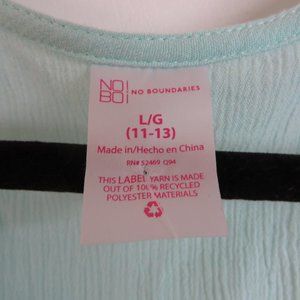 NO
BO
NO BOUNDARIES
L/G
(11-13)
Made in/Hecho en China
RN# 52469 Q94
THIS LABEL YARN IS MADE
OUT OF 100% RECYCLED
POLYESTER MATERIALS